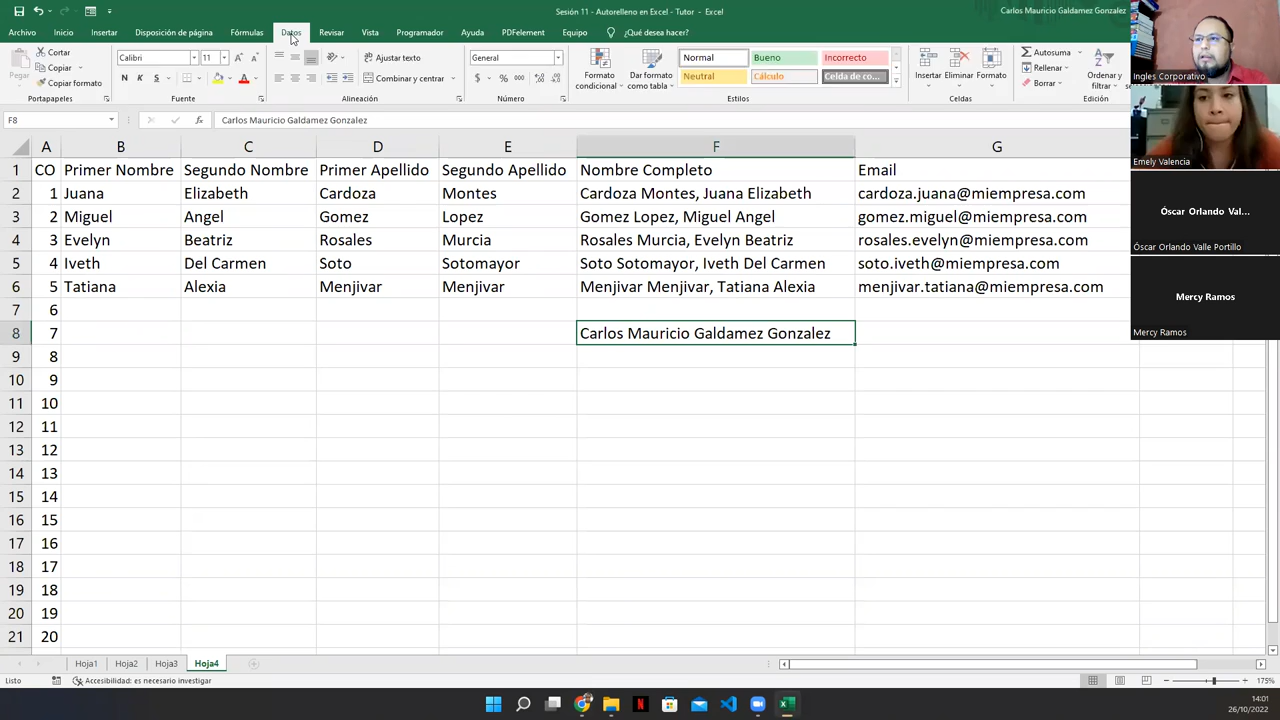 Sesión 11 - Autorelleno en Excel - Tutor - Excel
Carlos Mauricio Galdamez Gonzalez
Archivo Inicio Insertar Disposición de página Fórmulas Datos Revisar Vista Programador Ayuda PDFelement Equipo ¿Qué desea hacer?
Pegar
Cortar
Copiar
Copiar formato
Portapapeles
Calibri 11
N K S
Fuente
Ajustar texto
Combinar y centrar
Alineación
General
$ % 000
Número
Formato condicional
Dar formato como tabla
Normal Bueno Incorrecto
Neutral Cálculo Celda de co...
Estilos
Insertar Eliminar Formato
Celdas
Autosuma
Rellenar
Borrar
Ordenar y filtrar
Edición
F8 fx Carlos Mauricio Galdamez Gonzalez
A B C D E F G
1 CO Primer Nombre Segundo Nombre Primer Apellido Segundo Apellido Nombre Completo Email
2 1 Juana Elizabeth Cardoza Montes Cardoza Montes, Juana Elizabeth cardoza.juana@miempresa.com
3 2 Miguel Angel Gomez Lopez Gomez Lopez, Miguel Angel gomez.miguel@miempresa.com
4 3 Evelyn Beatriz Rosales Murcia Rosales Murcia, Evelyn Beatriz rosales.evelyn@miempresa.com
5 4 Iveth Del Carmen Soto Sotomayor Soto Sotomayor, Iveth Del Carmen soto.iveth@miempresa.com
6 5 Tatiana Alexia Menjivar Menjivar Menjivar Menjivar, Tatiana Alexia menjivar.tatiana@miempresa.com
7 6
8 7 Carlos Mauricio Galdamez Gonzalez
9 8
10 9
11 10
12 11
13 12
14 13
15 14
16 15
17 16
18 17
19 18
20 19
21 20
Hoja1 Hoja2 Hoja3 Hoja4
Listo Accesibilidad: es necesario investigar 175%
14:01
26/10/2022
Ingles Corporativo
Emely Valencia
Óscar Orlando Val...
Óscar Orlando Valle Portillo
Mercy Ramos
Mercy Ramos